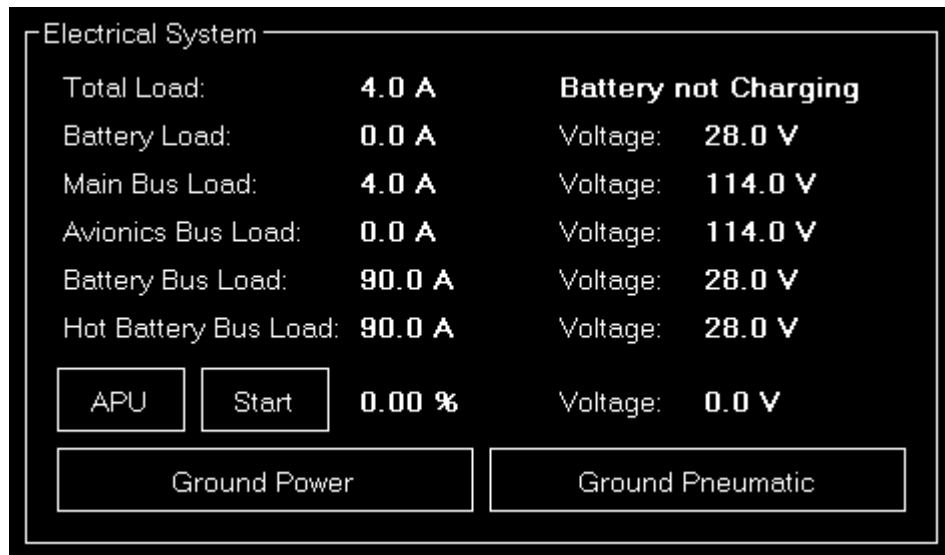 Electrical System
Total Load: 4.0 A Battery not Charging
Battery Load: 0.0 A Voltage: 28.0 V
Main Bus Load: 4.0 A Voltage: 114.0 V
Avionics Bus Load: 0.0 A Voltage: 114.0 V
Battery Bus Load: 90.0 A Voltage: 28.0 V
Hot Battery Bus Load: 90.0 A Voltage: 28.0 V
APU Start 0.00 % Voltage: 0.0 V
Ground Power Ground Pneumatic